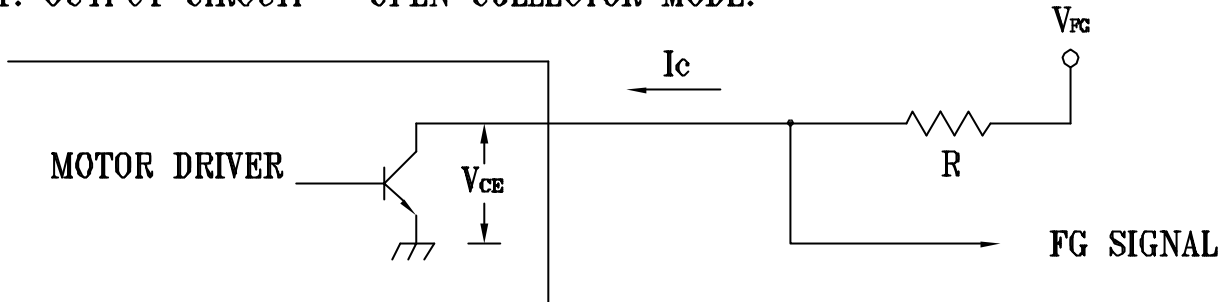 OUTPUT CIRCUIT - OPEN COLLECTOR MODE:
VFG
Ic
MOTOR DRIVER
VCE
R
FG SIGNAL